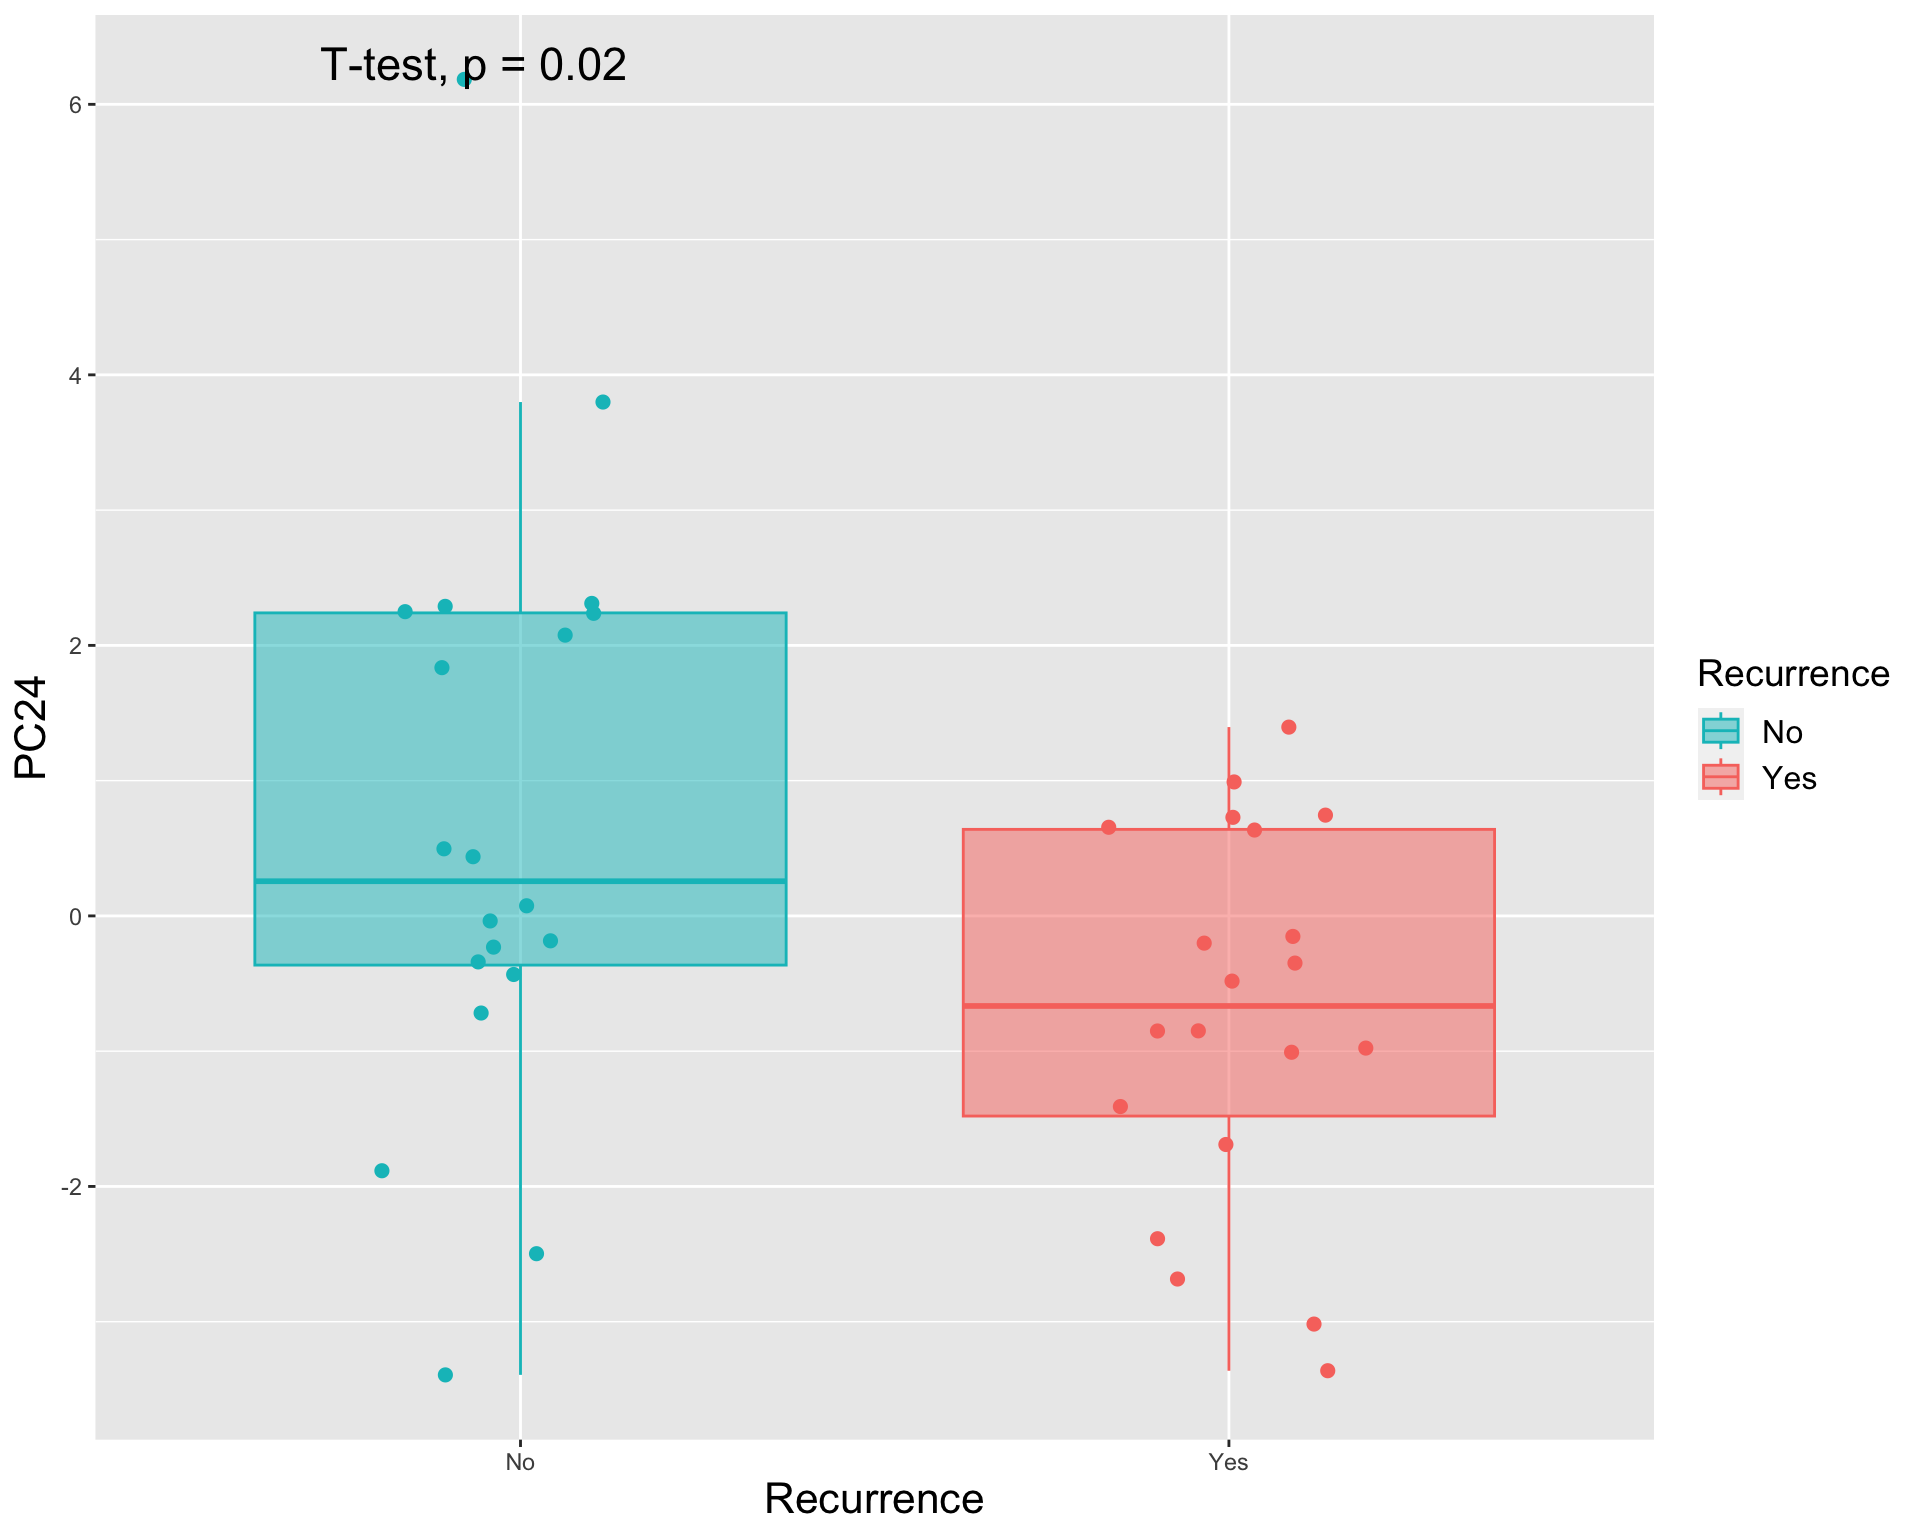 T-test, p = 0.02
6
4
2
0
-2
PC24
No
Yes
Recurrence
Recurrence
No
Yes